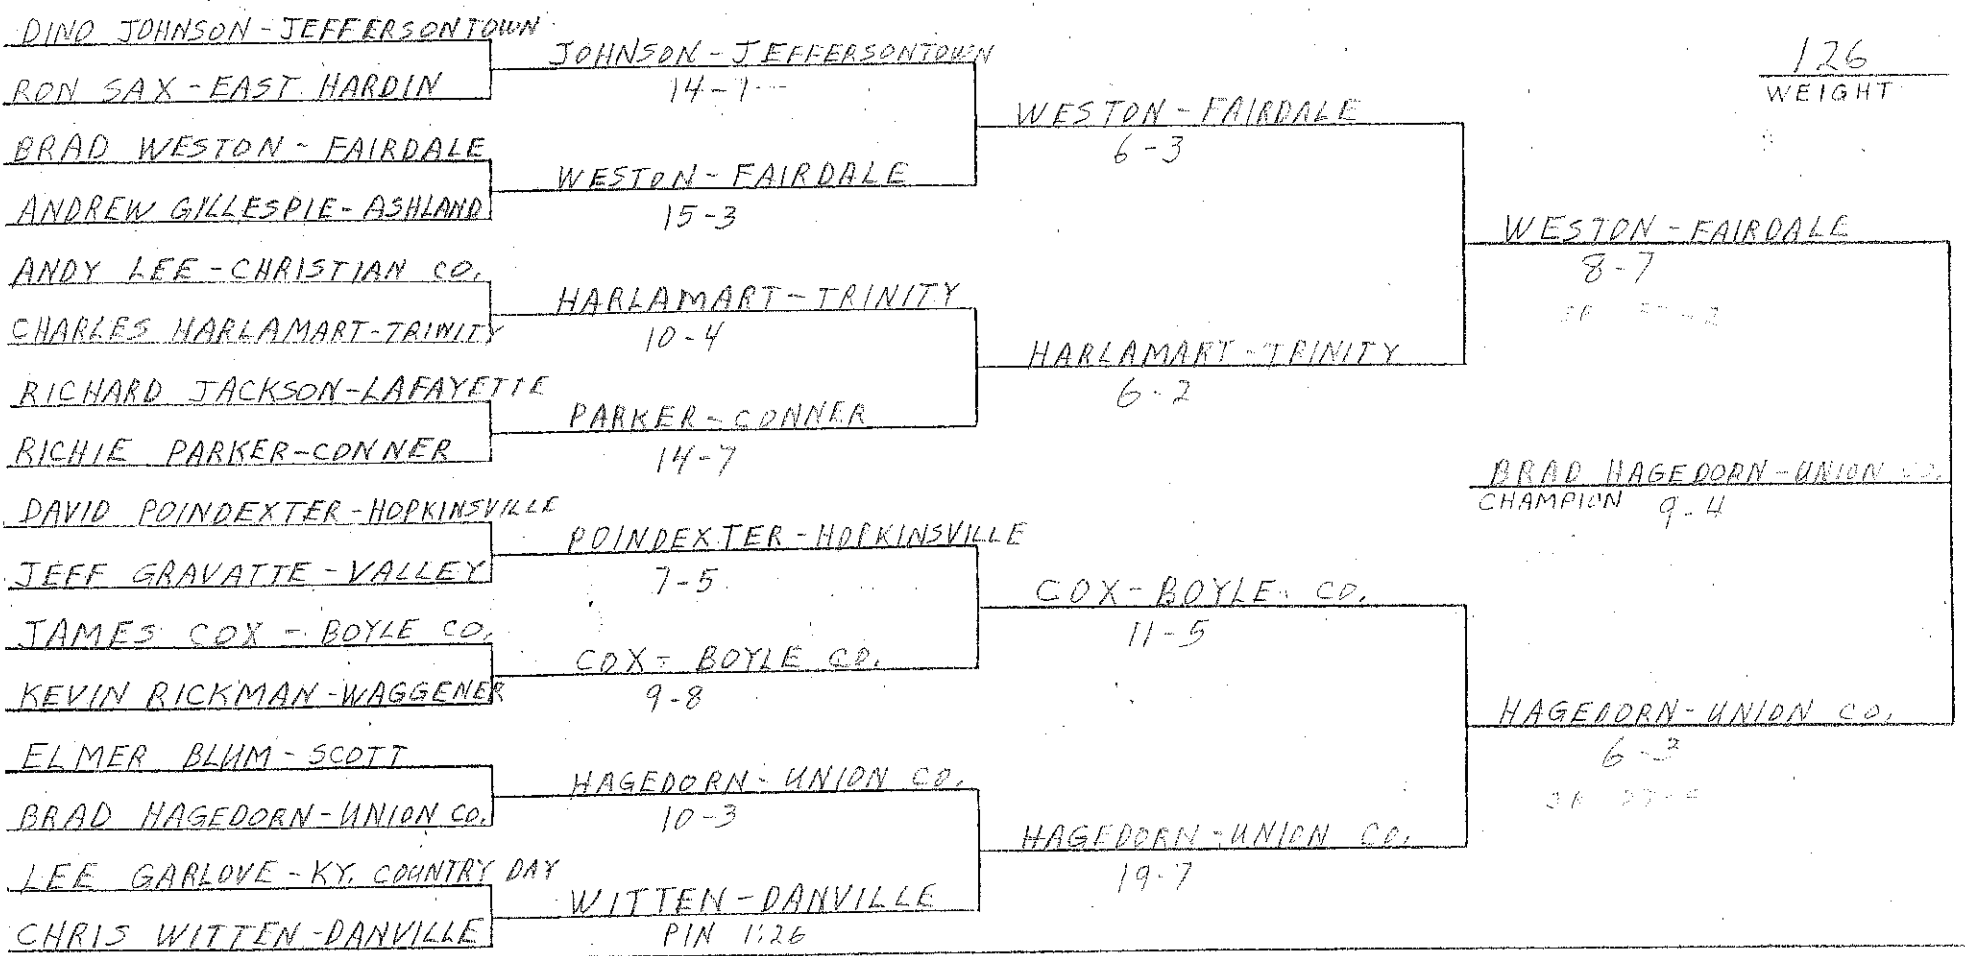 DINO JOHNSON - JEFFERSONTOWN
RON SAX - EAST HARDIN
BRAD WESTON - FAIRDALE
ANDREW GILLESPIE - ASHLAND
ANDY LEE - CHRISTIAN CO.
CHARLES HARLAMART - TRINITY
RICHARD JACKSON - LAFAYETTE
RICHIE PARKER - CONNER
DAVID POINDEXTER - HOPKINSVILLE
JEFF GRAVATTE - VALLEY
JAMES COX - BOYLE CO.
KEVIN RICKMAN - WAGGENER
ELMER BLUM - SCOTT
BRAD HAGEDORN - UNION CO.
LEE GARLOVE - KY. COUNTRY DAY
CHRIS WITTEN - DANVILLE
JOHNSON - JEFFERSONTOWN
14-1
WESTON - FAIRDALE
15-3
HARLAMART - TRINITY
10-4
PARKER - CONNER
14-7
POINDEXTER - HOPKINSVILLE
7-5
COX - BOYLE CO.
9-8
HAGEDORN - UNION CO.
10-3
WITTEN - DANVILLE
PIN 1:26
WESTON - FAIRDALE
6-3
HARLAMART - TRINITY
6-2
COX - BOYLE CO.
11-5
HAGEDORN - UNION CO.
19-7
WESTON - FAIRDALE
8-7
HAGEDORN - UNION CO.
BRAD HAGEDORN - UNION CO.
CHAMPION 9-4
126
WEIGHT